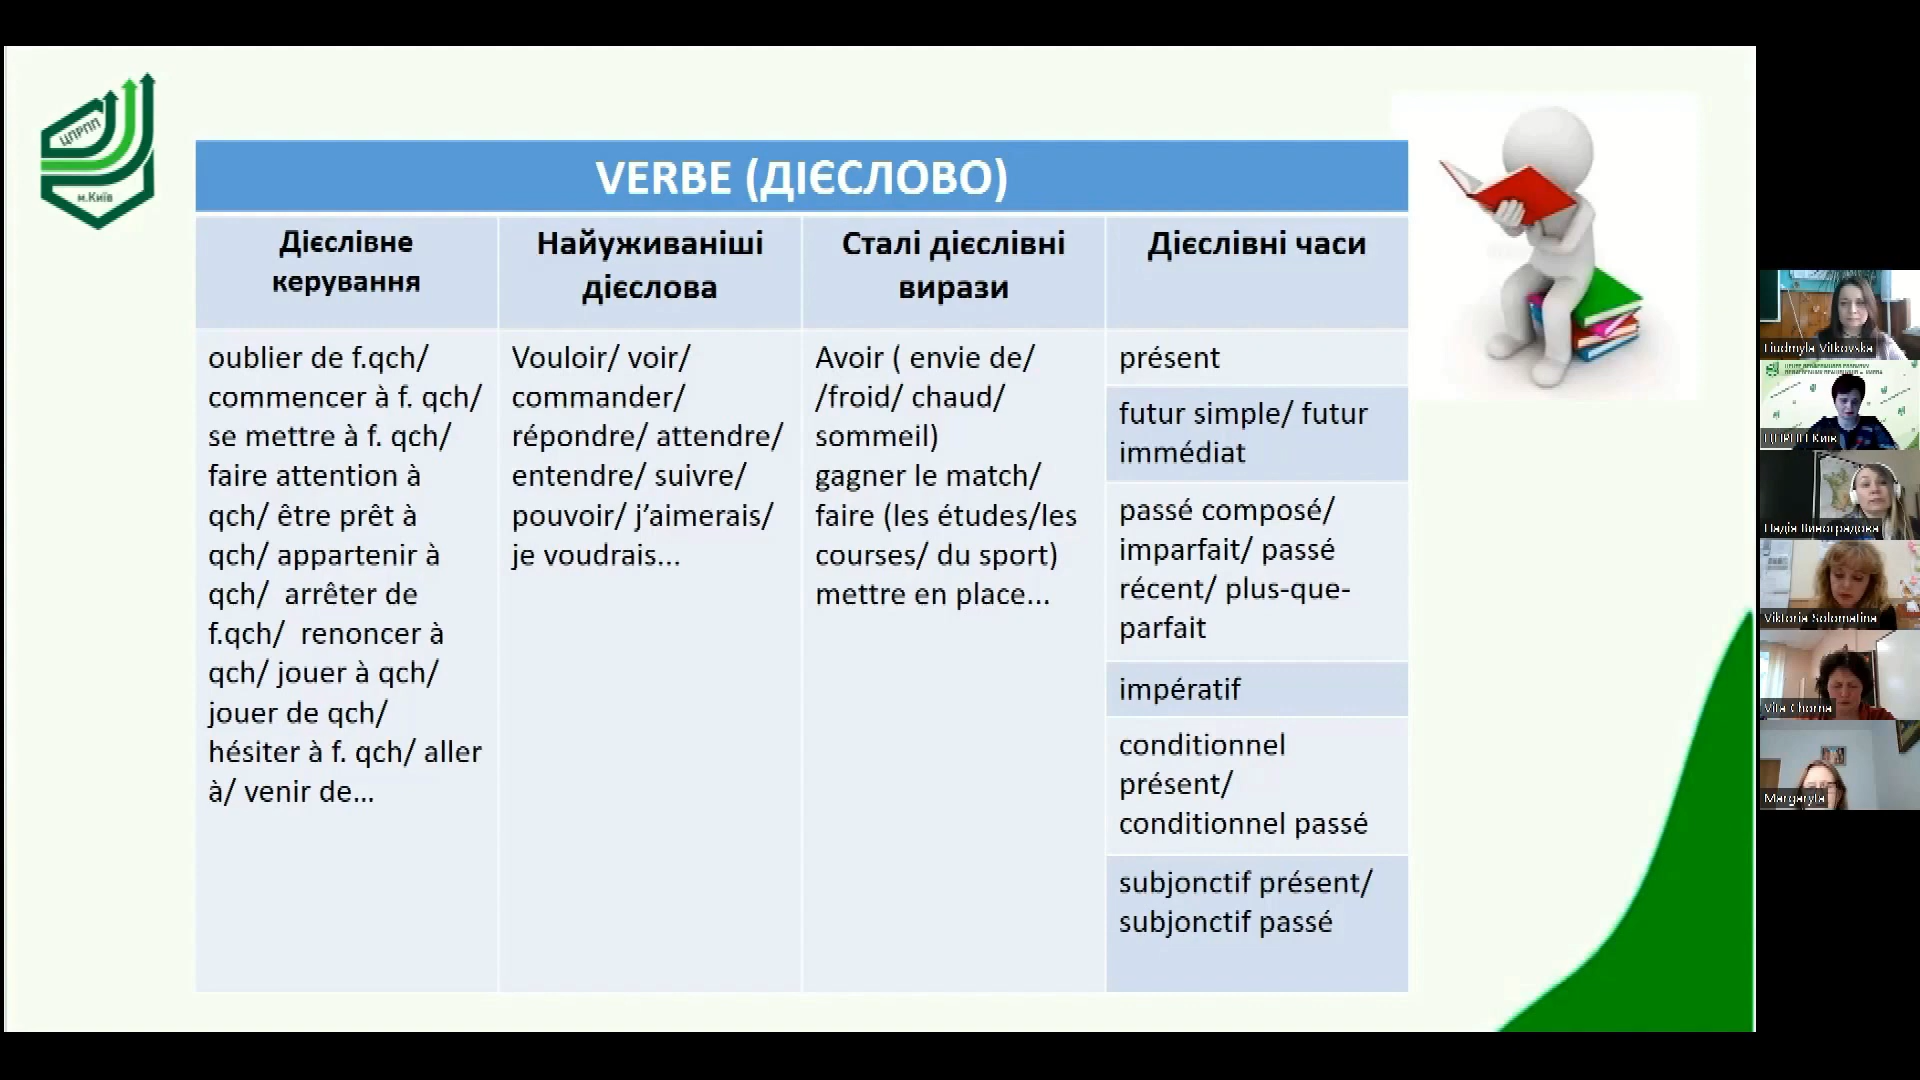 ЦПРПП
м.Київ
VERBE (ДІЄСЛОВО)
Дієслівне
керування
Найуживаніші
дієслова
Сталі дієслівні
вирази
Дієслівні часи
oublier de f.qch/
commencer à f. qch/
se mettre à f. qch/
faire attention à
qch/ être prêt à
qch/ appartenir à
qch/  arrêter de
f.qch/  renoncer à
qch/ jouer à qch/
jouer de qch/
hésiter à f. qch/ aller
à/ venir de...
Vouloir/ voir/
commander/
répondre/ attendre/
entendre/ suivre/
pouvoir/ j’aimerais/
je voudrais...
Avoir ( envie de/
/froid/ chaud/
sommeil)
gagner le match/
faire (les études/les
courses/ du sport)
mettre en place...
présent
futur simple/ futur
immédiat
passé composé/
imparfait/ passé
récent/ plus-que-
parfait
impératif
conditionnel
présent/
conditionnel passé
subjonctif présent/
subjonctif passé
Liudmyla Vitkovska
ЦПРПП Київ
Надія Виноградова
Viktoria Solomatina
Vita Chorna
Margaryta